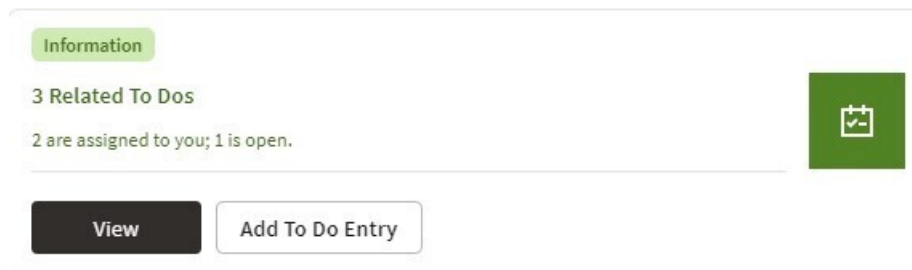 Information
3 Related To Dos
2 are assigned to you; 1 is open.
View
Add To Do Entry